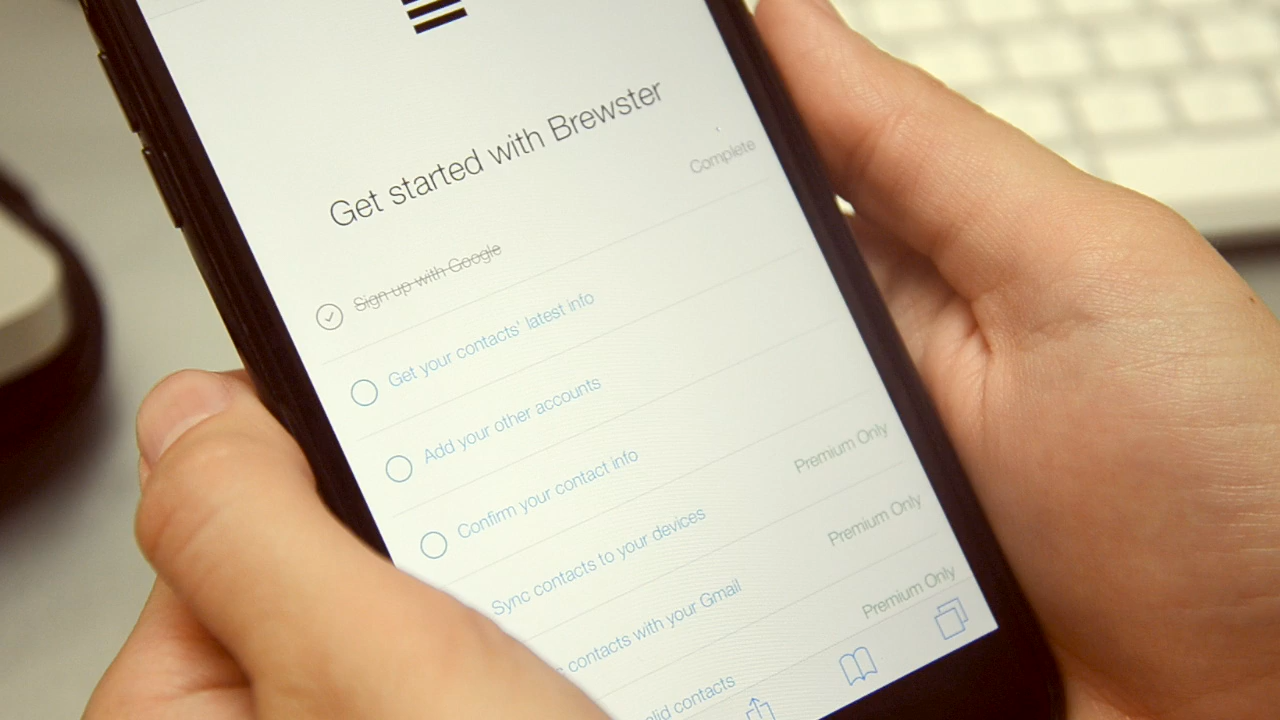 Get started with Brewster
Sign up with Google Complete
Get your contacts' latest info
Add your other accounts
Confirm your contact info
Sync contacts to your devices Premium Only
contacts with your Gmail Premium Only
contacts Premium Only